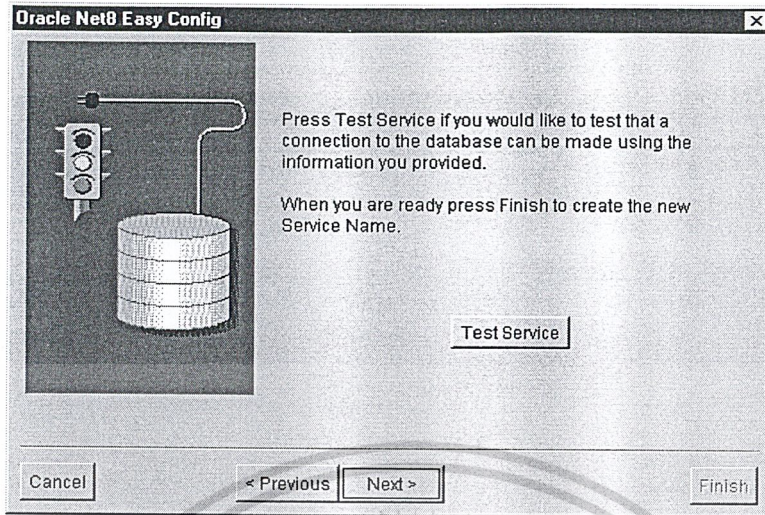 Oracle Net8 Easy Config
Press Test Service if you would like to test that a
connection to the database can be made using the
information you provided.
When you are ready press Finish to create the new
Service Name.
Test Service
Cancel
< Previous
Next >
Finish